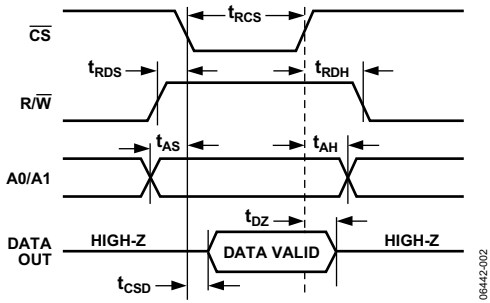 CS
tRCS
tRDS
tRDH
R/W
tAS
tAH
A0/A1
tDZ
DATA
OUT
HIGH-Z
DATA VALID
HIGH-Z
tCSD
06442-002